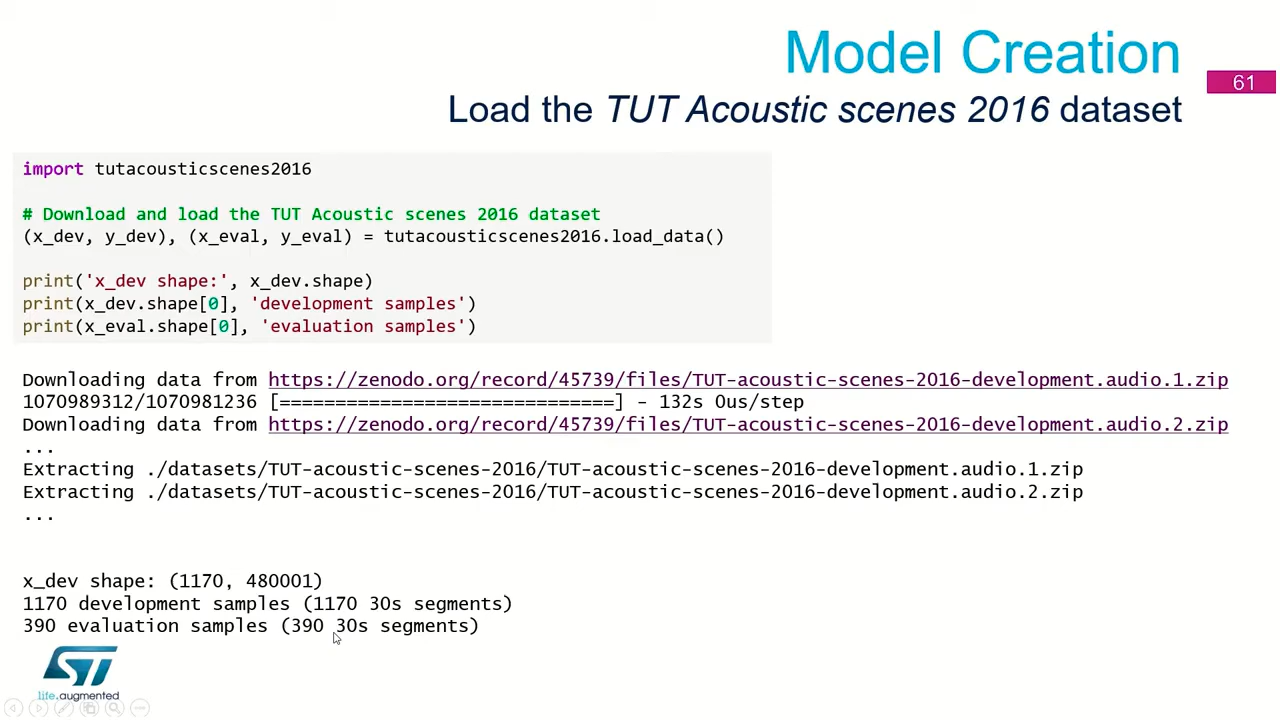 Model Creation
61
Load the TUT Acoustic scenes 2016 dataset
import tutacousticscenes2016
# Download and load the TUT Acoustic scenes 2016 dataset
(x_dev, y_dev), (x_eval, y_eval) = tutacousticscenes2016.load_data()
print('x_dev shape:', x_dev.shape)
print(x_dev.shape[0], 'development samples')
print(x_eval.shape[0], 'evaluation samples')
Downloading data from https://zenodo.org/record/45739/files/TUT-acoustic-scenes-2016-development.audio.1.zip
1070989312/1070981236 [==============================] - 132s 0us/step
Downloading data from https://zenodo.org/record/45739/files/TUT-acoustic-scenes-2016-development.audio.2.zip
...
Extracting ./datasets/TUT-acoustic-scenes-2016/TUT-acoustic-scenes-2016-development.audio.1.zip
Extracting ./datasets/TUT-acoustic-scenes-2016/TUT-acoustic-scenes-2016-development.audio.2.zip
...
x_dev shape: (1170, 480001)
1170 development samples (1170 30s segments)
390 evaluation samples (390 30s segments)
ST
life.augmented